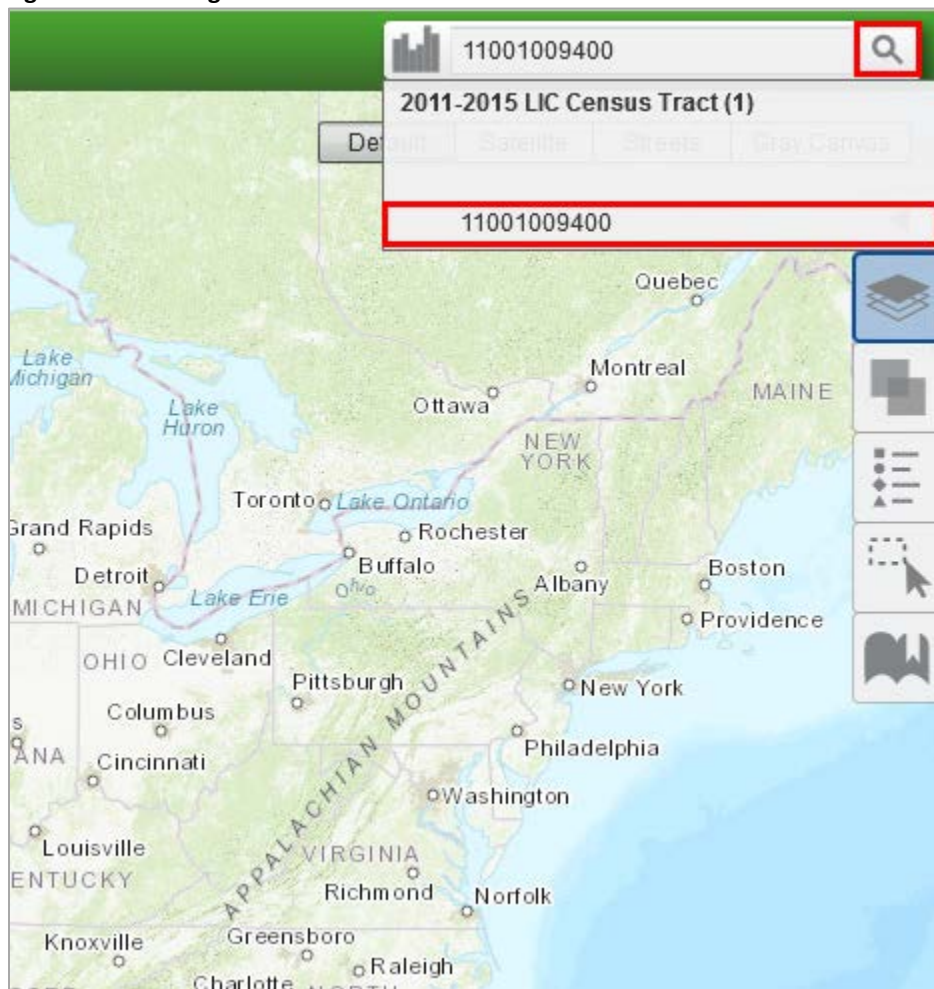 11001009400
2011-2015 LIC Census Tract (1)
Default Satellite Streets Gray Canvas
11001009400
Quebec
Lake
Michigan
Montreal
MAINE
Ottawa
Lake
Huron
NEW
YORK
Toronto
Lake Ontario
Grand Rapids
Rochester
Buffalo
Detroit
Albany
Boston
MICHIGAN
Lake Erie
Ohio
Providence
OHIO
Cleveland
Pittsburgh
New York
Columbus
Philadelphia
ANA
Cincinnati
APPALACHIAN MOUNTAINS
Washington
Louisville
VIRGINIA
ENTUCKY
Richmond
Norfolk
Knoxville
Greensboro
Raleigh
Charlotte